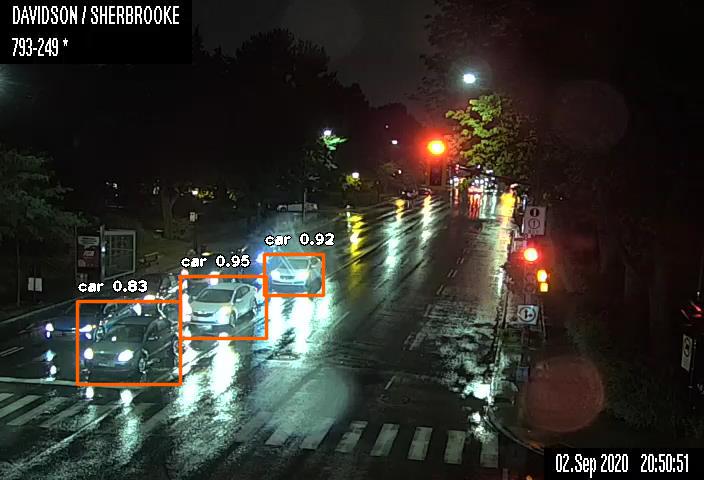 DAVIDSON / SHERBROOKE
793-249 *
car 0.92
car 0.95
car 0.83
02.Sep 2020 20:50:51